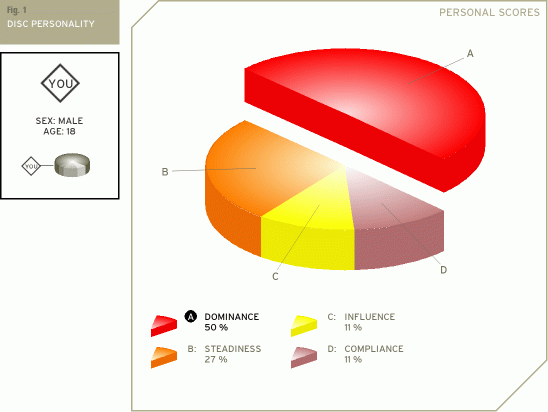 Fig. 1
DISC PERSONALITY
PERSONAL SCORES
YOU
SEX: MALE
AGE: 18
YOU
A
B
C
D
A DOMINANCE
50 %
C: INFLUENCE
11 %
B: STEADINESS
27 %
D: COMPLIANCE
11 %